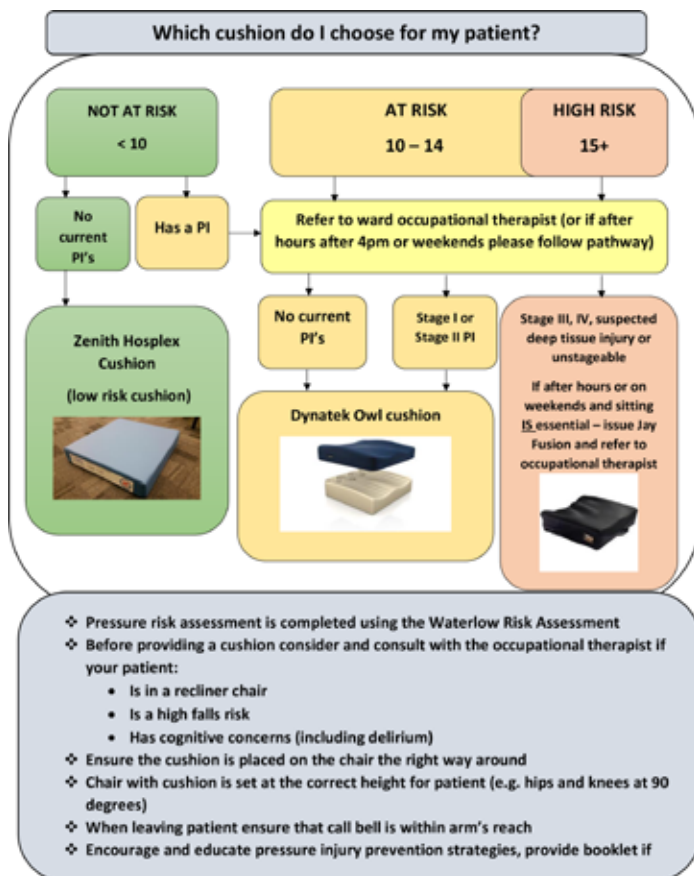 Which cushion do I choose for my patient?
NOT AT RISK
< 10
AT RISK
10 – 14
HIGH RISK
15+
No
current
PI's
Has a PI
Refer to ward occupational therapist (or if after
hours after 4pm or weekends please follow pathway)
No current
PI's
Stage I or
Stage II PI
Zenith Hosplex
Cushion
(low risk cushion)
Dynatek Owl cushion
Stage III, IV, suspected
deep tissue injury or
unstageable
If after hours or on
weekends and sitting
IS essential – issue Jay
Fusion and refer to
occupational therapist
❖ Pressure risk assessment is completed using the Waterlow Risk Assessment
❖ Before providing a cushion consider and consult with the occupational therapist if
your patient:
• Is in a recliner chair
• Is a high falls risk
• Has cognitive concerns (including delirium)
❖ Ensure the cushion is placed on the chair the right way around
❖ Chair with cushion is set at the correct height for patient (e.g. hips and knees at 90
degrees)
❖ When leaving patient ensure that call bell is within arm's reach
❖ Encourage and educate pressure injury prevention strategies, provide booklet if